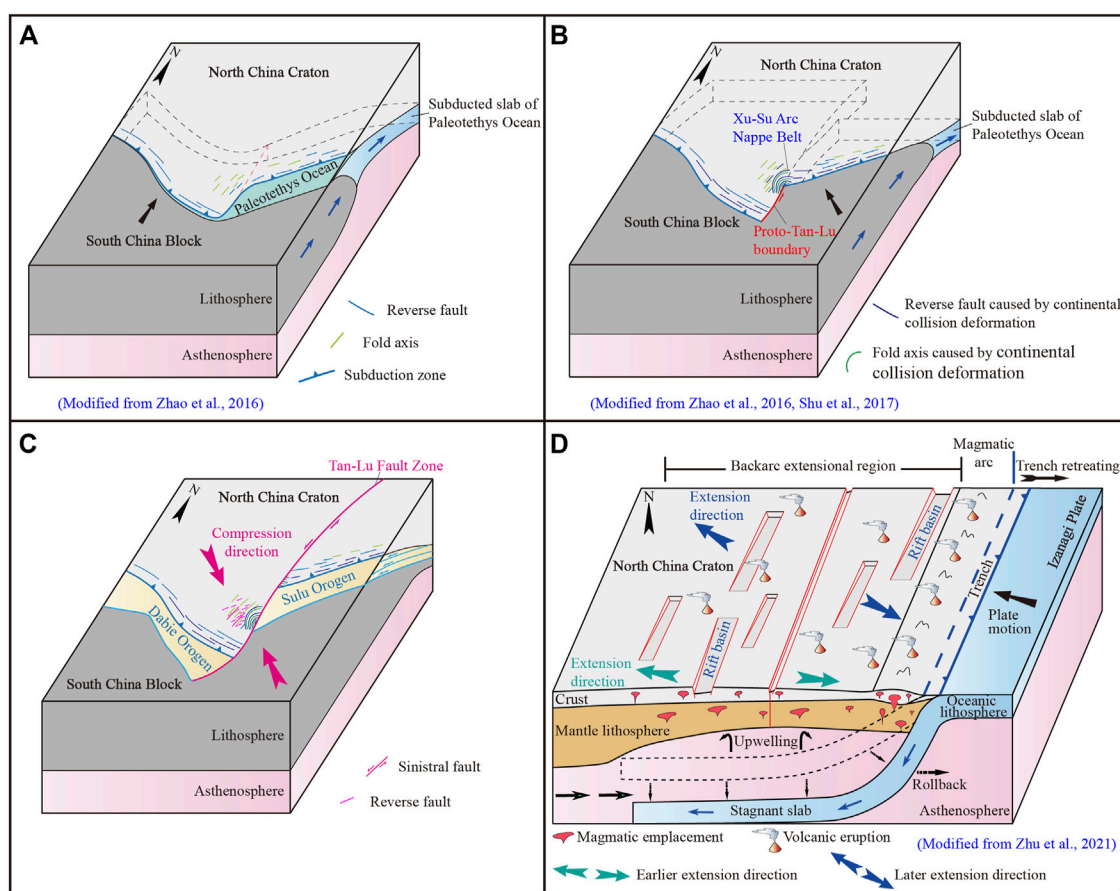 A
N
North China Craton
Subducted slab of
Paleotethys Ocean
Paleotethys Ocean
South China Block
Lithosphere
Asthenosphere
Reverse fault
Fold axis
Subduction zone
(Modified from Zhao et al., 2016)
B
N
North China Craton
Xu-Su Arc
Nappe Belt
Subducted slab of
Paleotethys Ocean
South China Block
Proto-Tan-Lu
boundary
Lithosphere
Asthenosphere
Reverse fault caused by continental
collision deformation
Fold axis caused by continental
collision deformation
(Modified from Zhao et al., 2016, Shu et al., 2017)
C
Tan-Lu Fault Zone
N
North China Craton
Compression
direction
Sulu Orogen
Dabie Orogen
South China Block
Lithosphere
Asthenosphere
Sinistral fault
Reverse fault
D
Backarc extensional region
Magmatic
arc
Trench retreating
N
Extension
direction
Rift basin
Izanagi Plate
North China Craton
Trench
Plate
motion
Rift basin
Extension
direction
Crust
Oceanic
lithosphere
Mantle lithosphere
Upwelling
Rollback
Stagnant slab
Asthenosphere
Magmatic emplacement
Volcanic eruption
(Modified from Zhu et al., 2021)
Earlier extension direction
Later extension direction